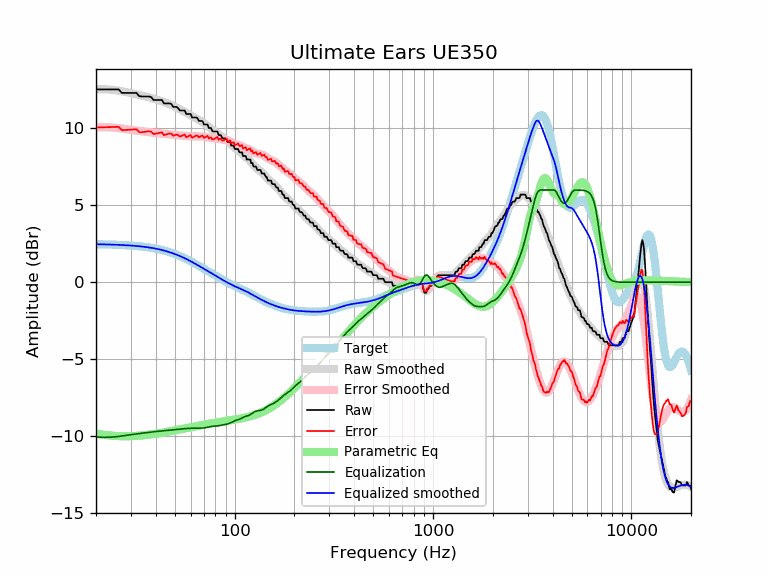 Ultimate Ears UE350
Amplitude (dBr)
10
5
0
−5
−10
−15
Target
Raw Smoothed
Error Smoothed
Raw
Error
Parametric Eq
Equalization
Equalized smoothed
100
1000
10000
Frequency (Hz)